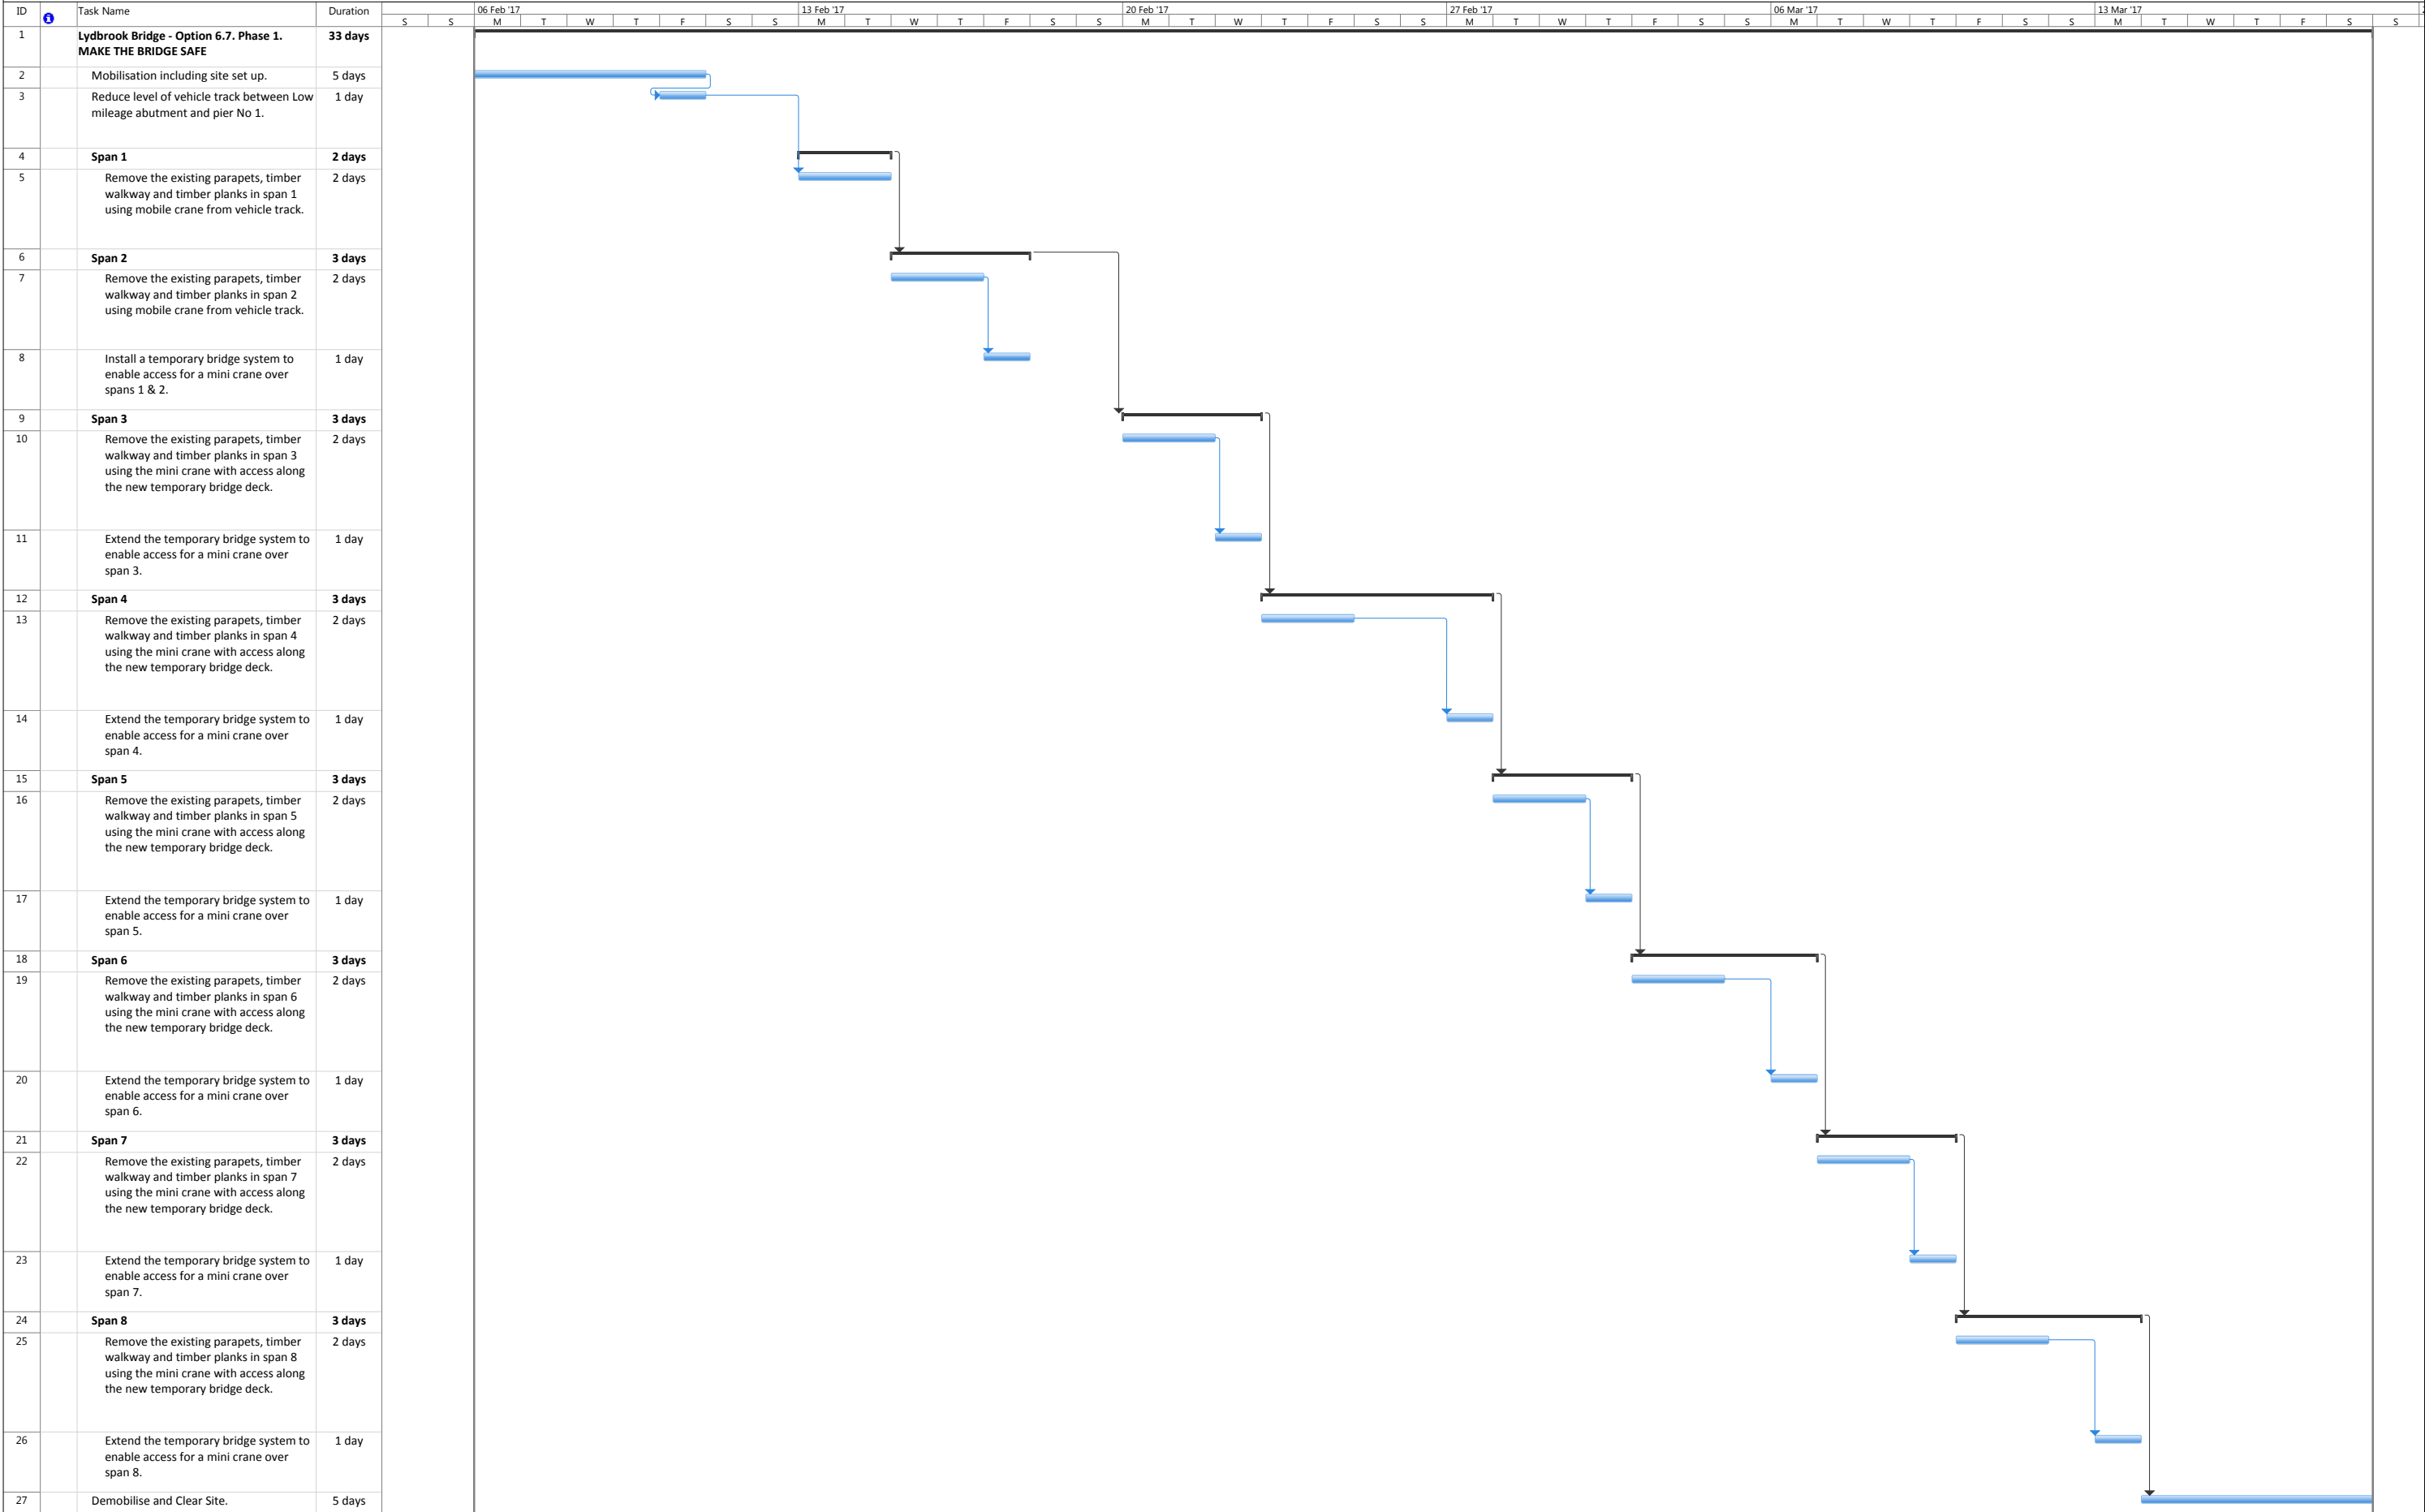 ID Task Name Duration 06 Feb '17 13 Feb '17 20 Feb '17 27 Feb '17 06 Mar '17 13 Mar '17
S S M T W T F S S M T W T F S S M T W T F S S M T W T F S S M T W T F S S M T W T F S S
1 Lydbrook Bridge - Option 6.7. Phase 1. 33 days
MAKE THE BRIDGE SAFE
2 Mobilisation including site set up. 5 days
3 Reduce level of vehicle track between Low 1 day
mileage abutment and pier No 1.
4 Span 1 2 days
5 Remove the existing parapets, timber 2 days
walkway and timber planks in span 1
using mobile crane from vehicle track.
6 Span 2 3 days
7 Remove the existing parapets, timber 2 days
walkway and timber planks in span 2
using mobile crane from vehicle track.
8 Install a temporary bridge system to 1 day
enable access for a mini crane over
spans 1 & 2.
9 Span 3 3 days
10 Remove the existing parapets, timber 2 days
walkway and timber planks in span 3
using the mini crane with access along
the new temporary bridge deck.
11 Extend the temporary bridge system to 1 day
enable access for a mini crane over
span 3.
12 Span 4 3 days
13 Remove the existing parapets, timber 2 days
walkway and timber planks in span 4
using the mini crane with access along
the new temporary bridge deck.
14 Extend the temporary bridge system to 1 day
enable access for a mini crane over
span 4.
15 Span 5 3 days
16 Remove the existing parapets, timber 2 days
walkway and timber planks in span 5
using the mini crane with access along
the new temporary bridge deck.
17 Extend the temporary bridge system to 1 day
enable access for a mini crane over
span 5.
18 Span 6 3 days
19 Remove the existing parapets, timber 2 days
walkway and timber planks in span 6
using the mini crane with access along
the new temporary bridge deck.
20 Extend the temporary bridge system to 1 day
enable access for a mini crane over
span 6.
21 Span 7 3 days
22 Remove the existing parapets, timber 2 days
walkway and timber planks in span 7
using the mini crane with access along
the new temporary bridge deck.
23 Extend the temporary bridge system to 1 day
enable access for a mini crane over
span 7.
24 Span 8 3 days
25 Remove the existing parapets, timber 2 days
walkway and timber planks in span 8
using the mini crane with access along
the new temporary bridge deck.
26 Extend the temporary bridge system to 1 day
enable access for a mini crane over
span 8.
27 Demobilise and Clear Site. 5 days